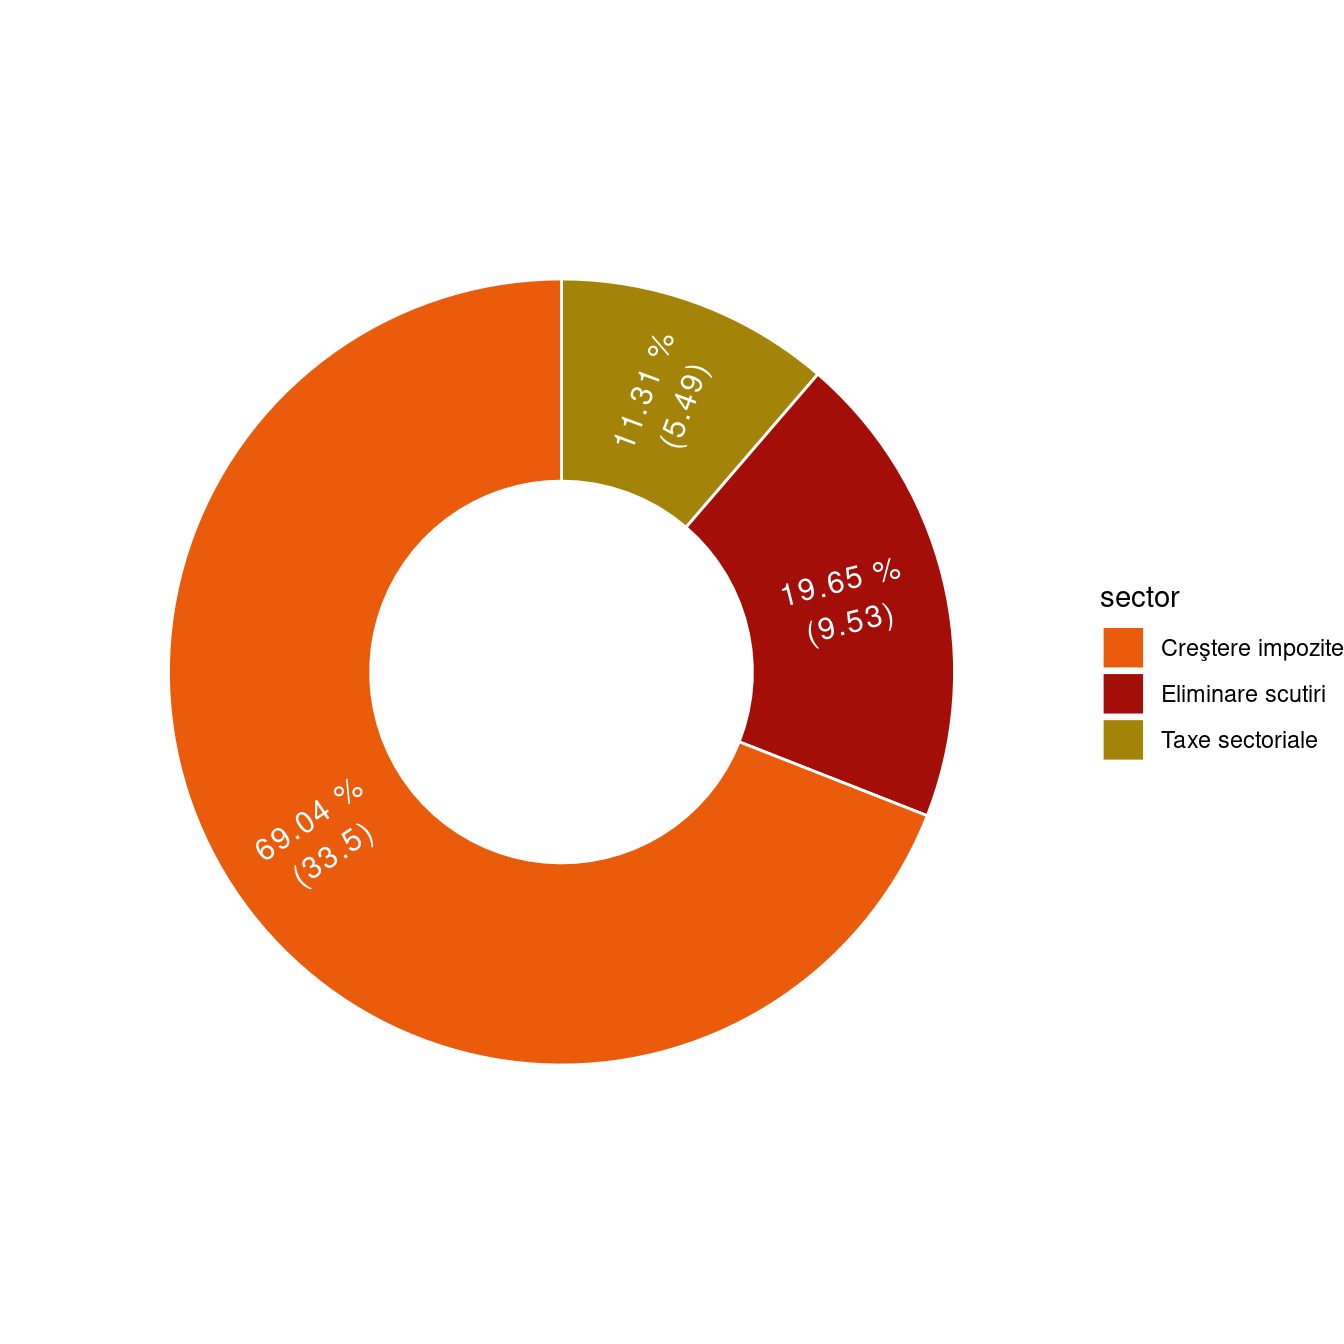 11.31 %
(5.49)
19.65 %
(9.53)
69.04 %
(33.5)
sector
Creştere impozite
Eliminare scutiri
Taxe sectoriale